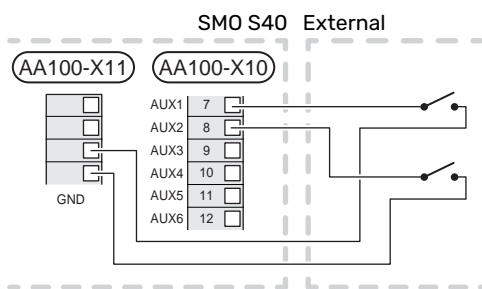 SMO S40 External
AA100-X11 AA100-X10
AUX1 7
AUX2 8
AUX3 9
AUX4 10
AUX5 11
AUX6 12
GND